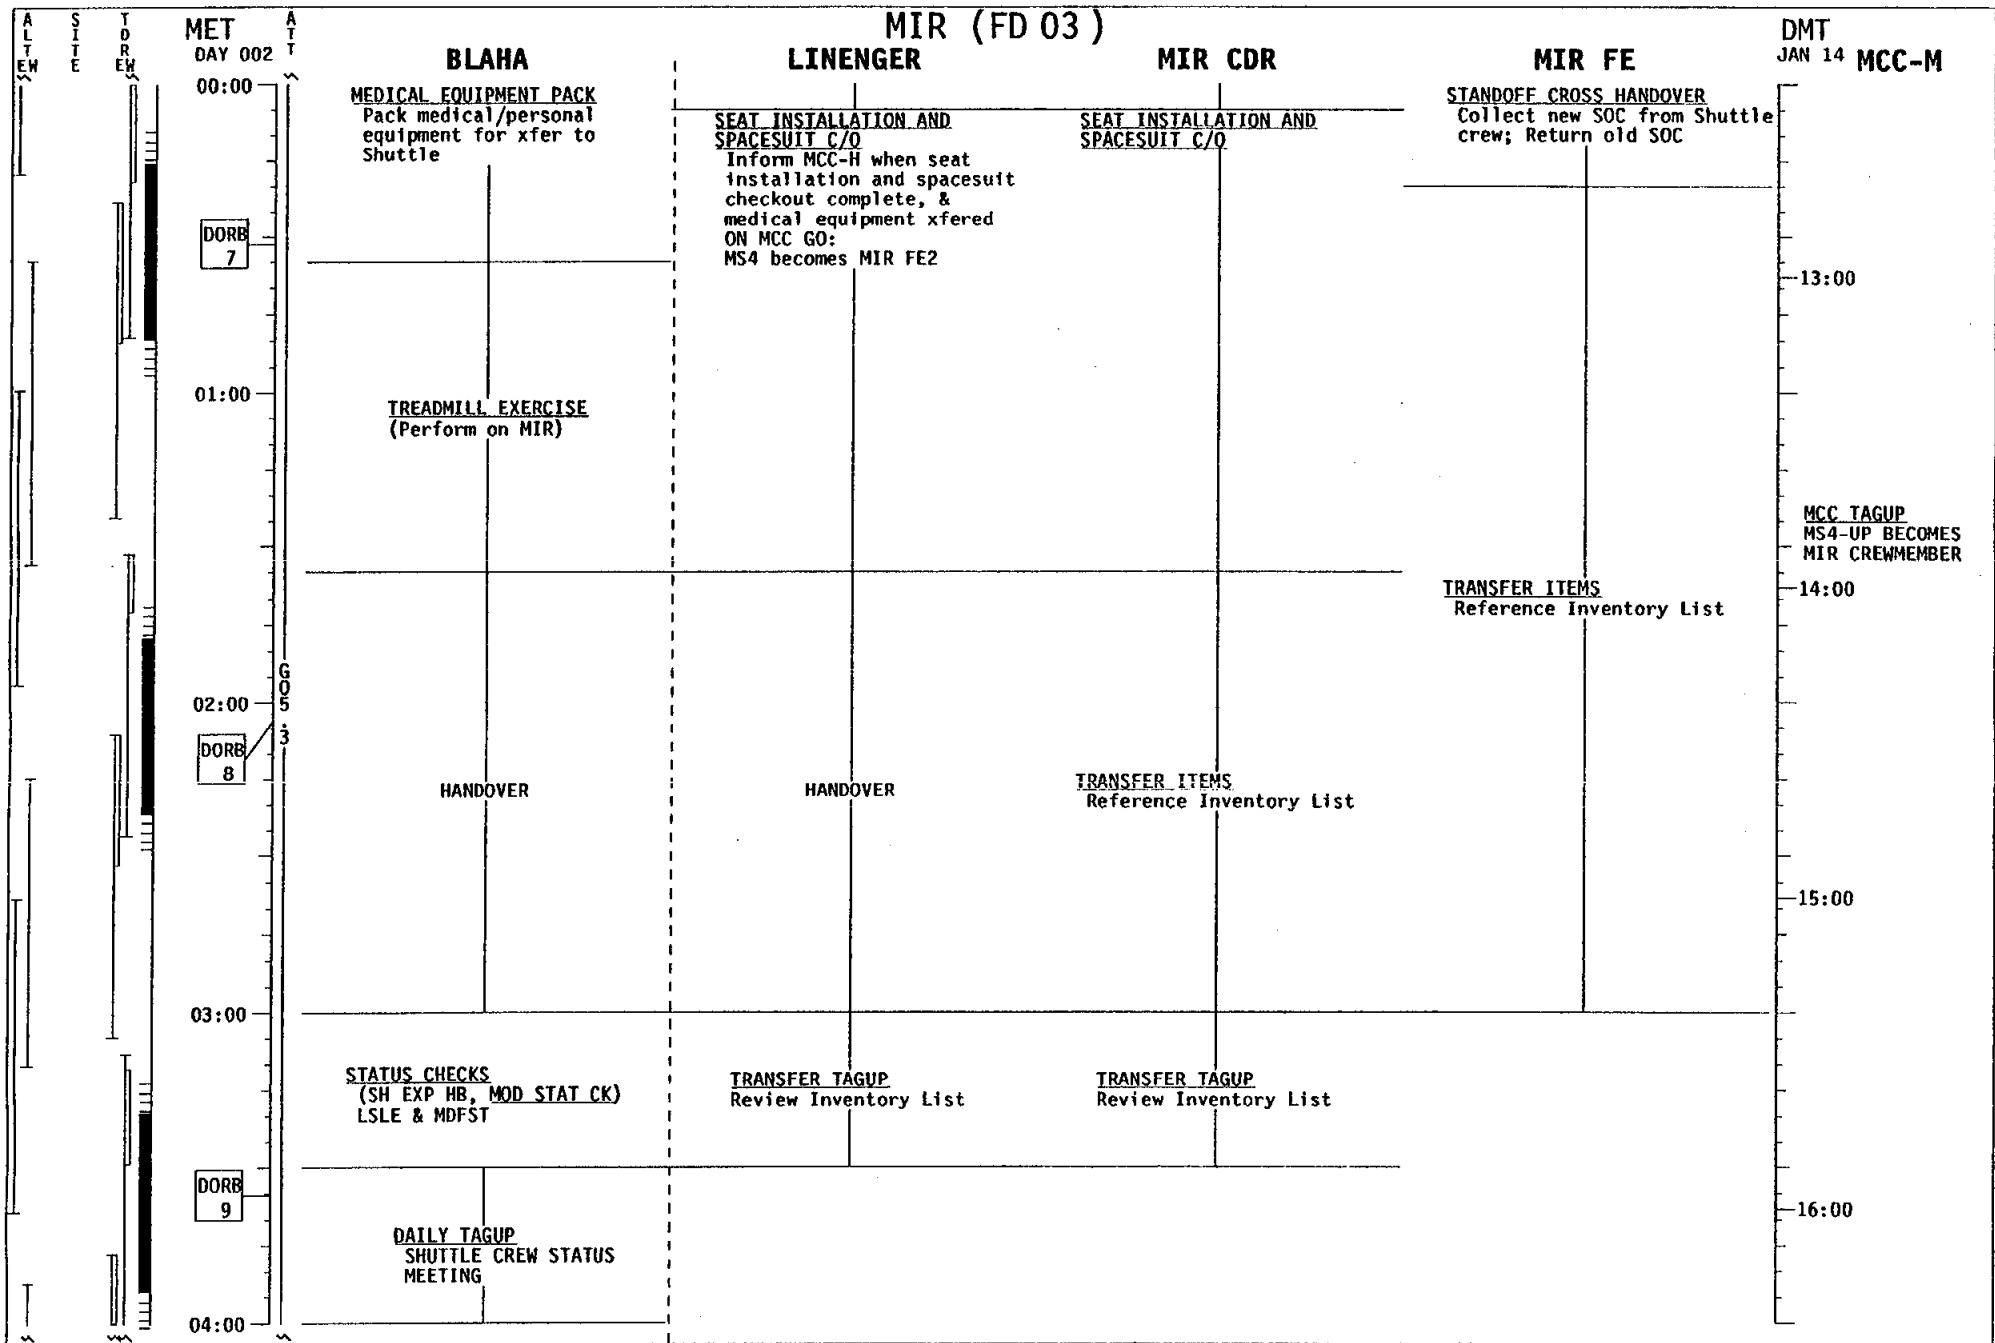 MIR (FD 03)
ALT
E W
SITE
TDR
E W
MET
DAY 002
ATT
BLAHA
LINENGER
MIR CDR
MIR FE
DMT
JAN 14
MCC-M
00:00
MEDICAL EQUIPMENT PACK
Pack medical/personal
equipment for xfer to
Shuttle
SEAT INSTALLATION AND
SPACESUIT C/O
Inform MCC-H when seat
installation and spacesuit
checkout complete, &
medical equipment xfered
ON MCC GO:
MS4 becomes MIR FE2
SEAT INSTALLATION AND
SPACESUIT C/O
STANDOFF CROSS HANDOVER
Collect new SOC from Shuttle
crew; Return old SOC
DORB
7
13:00
01:00
TREADMILL EXERCISE
(Perform on MIR)
MCC TAGUP
MS4-UP BECOMES
MIR CREWMEMBER
TRANSFER ITEMS
Reference Inventory List
14:00
GO5.3
02:00
DORB
8
HANDOVER
HANDOVER
TRANSFER ITEMS
Reference Inventory List
15:00
03:00
STATUS CHECKS
(SH EXP HB, MOD STAT CK)
LSLE & MDFST
TRANSFER TAGUP
Review Inventory List
TRANSFER TAGUP
Review Inventory List
DORB
9
16:00
DAILY TAGUP
SHUTTLE CREW STATUS
MEETING
04:00